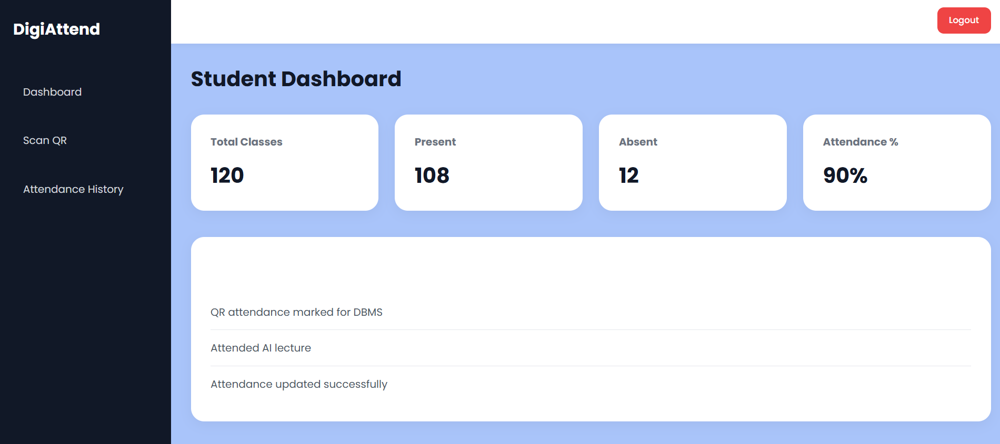 DigiAttend
Dashboard
Scan QR
Attendance History
Logout
Student Dashboard
Total Classes
120
Present
108
Absent
12
Attendance %
90%
QR attendance marked for DBMS
Attended AI lecture
Attendance updated successfully